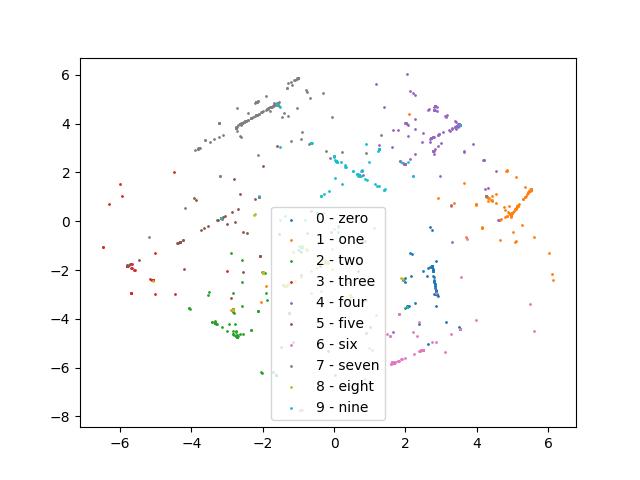 6
4
2
0
−2
−4
−6
−8
0 - zero
1 - one
2 - two
3 - three
4 - four
5 - five
6 - six
7 - seven
8 - eight
9 - nine
−6 −4 −2 0 2 4 6